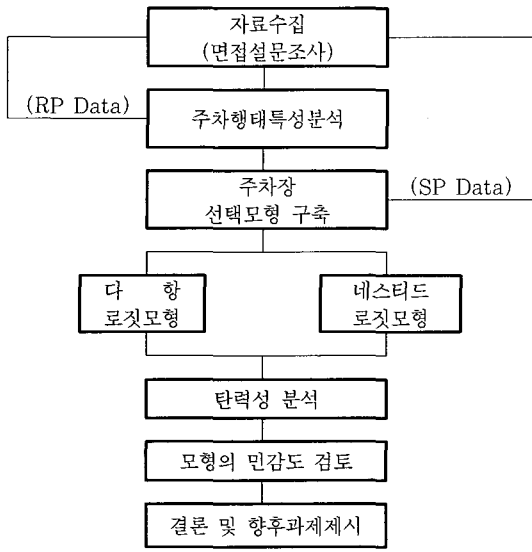 자료수집
(면접설문조사)
(RP Data)
주차행태특성분석
주차장
선택모형 구축
(SP Data)
다 항
로짓모형
네스티드
로짓모형
탄력성 분석
모형의 민감도 검토
결론 및 향후과제제시